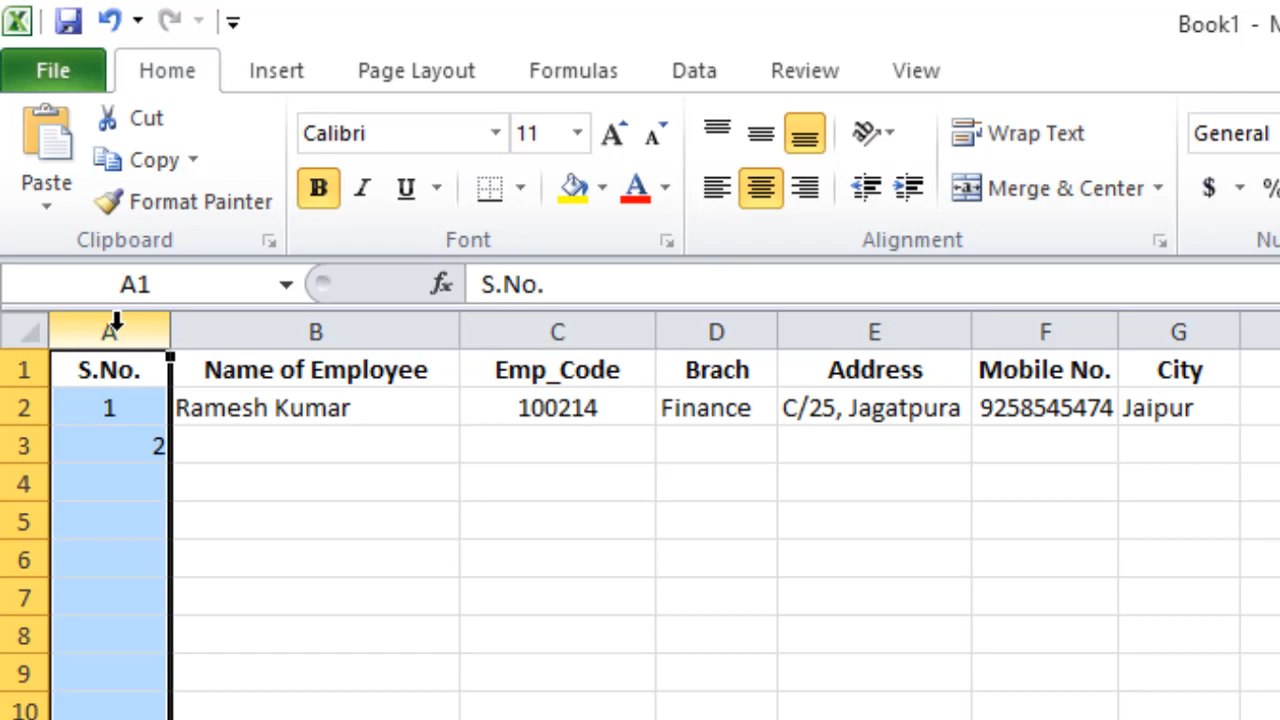 Book1 - M
File Home Insert Page Layout Formulas Data Review View
Cut
Calibri 11 A A Wrap Text General
Copy
Paste B I U A Merge & Center $ %
Format Painter
Clipboard Font Alignment Nu
A1 fx S.No.
A B C D E F G
1 S.No. Name of Employee Emp_Code Brach Address Mobile No. City
2 1 Ramesh Kumar 100214 Finance C/25, Jagatpura 9258545474 Jaipur
3 2
4
5
6
7
8
9
10